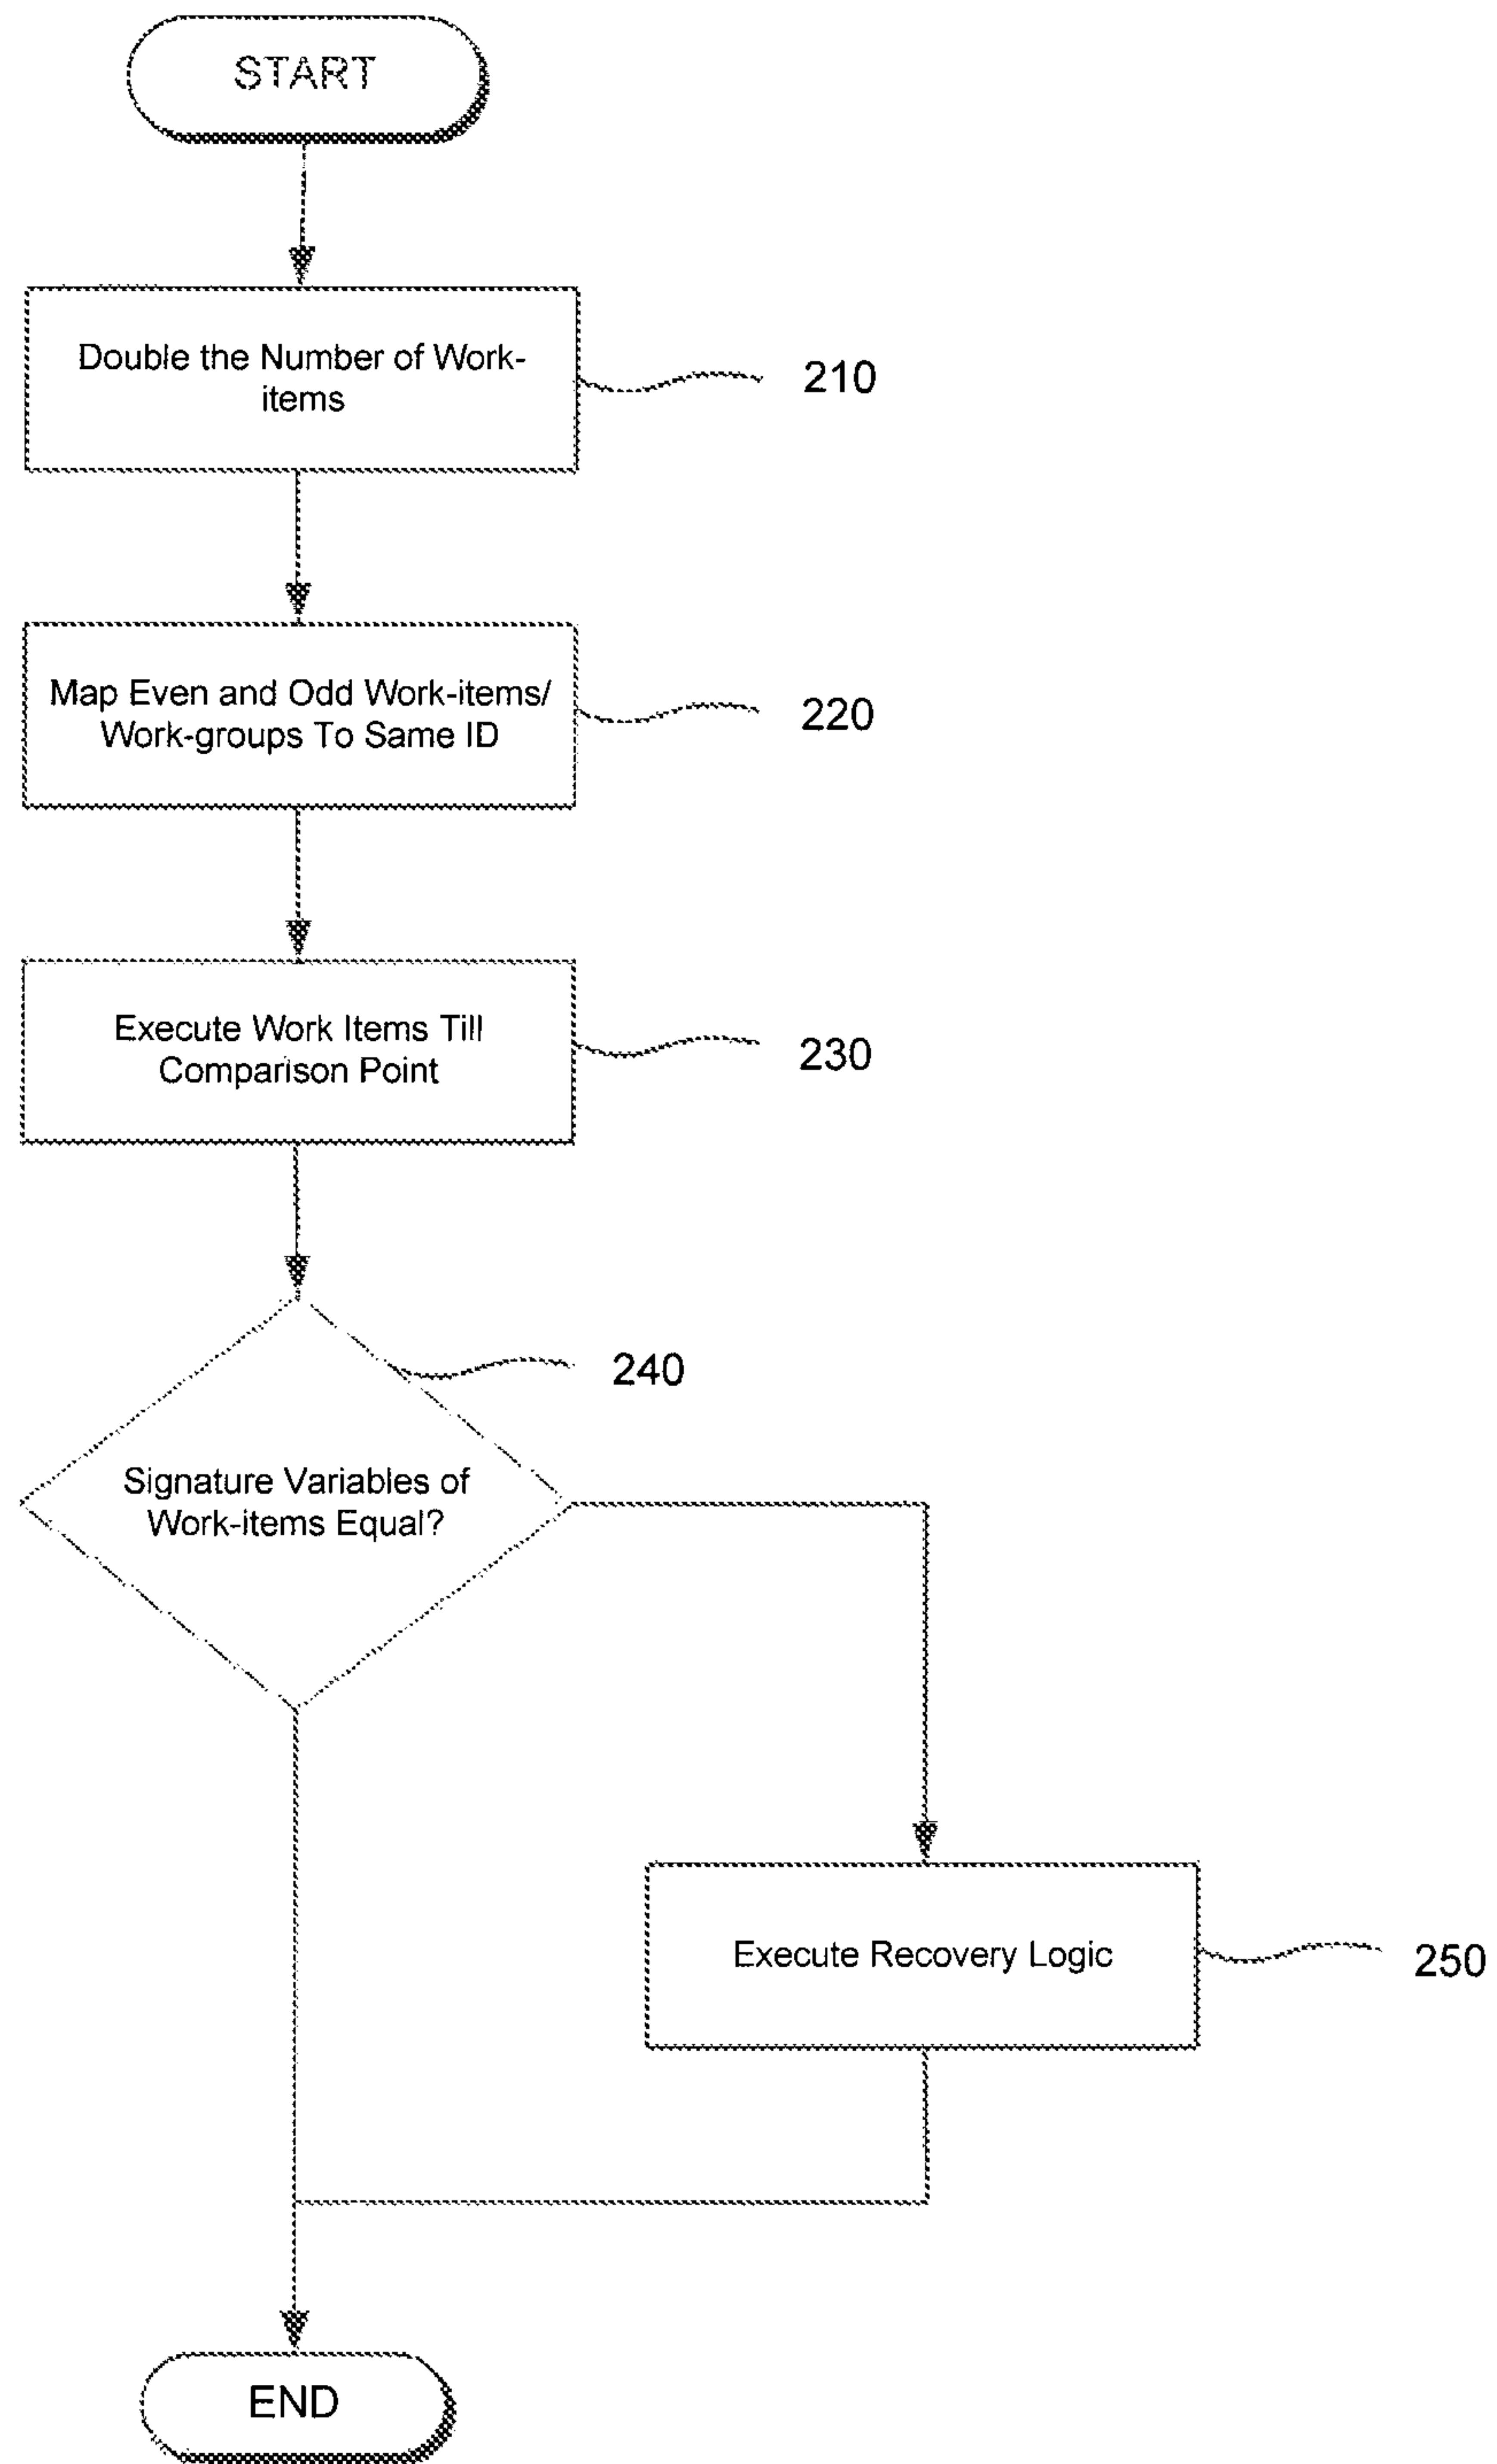 START
Double the Number of Work-
items
210
Map Even and Odd Work-items/
Work-groups To Same ID
220
Execute Work Items Till
Comparison Point
230
240
Signature Variables of
Work-items Equal?
Execute Recovery Logic
250
END